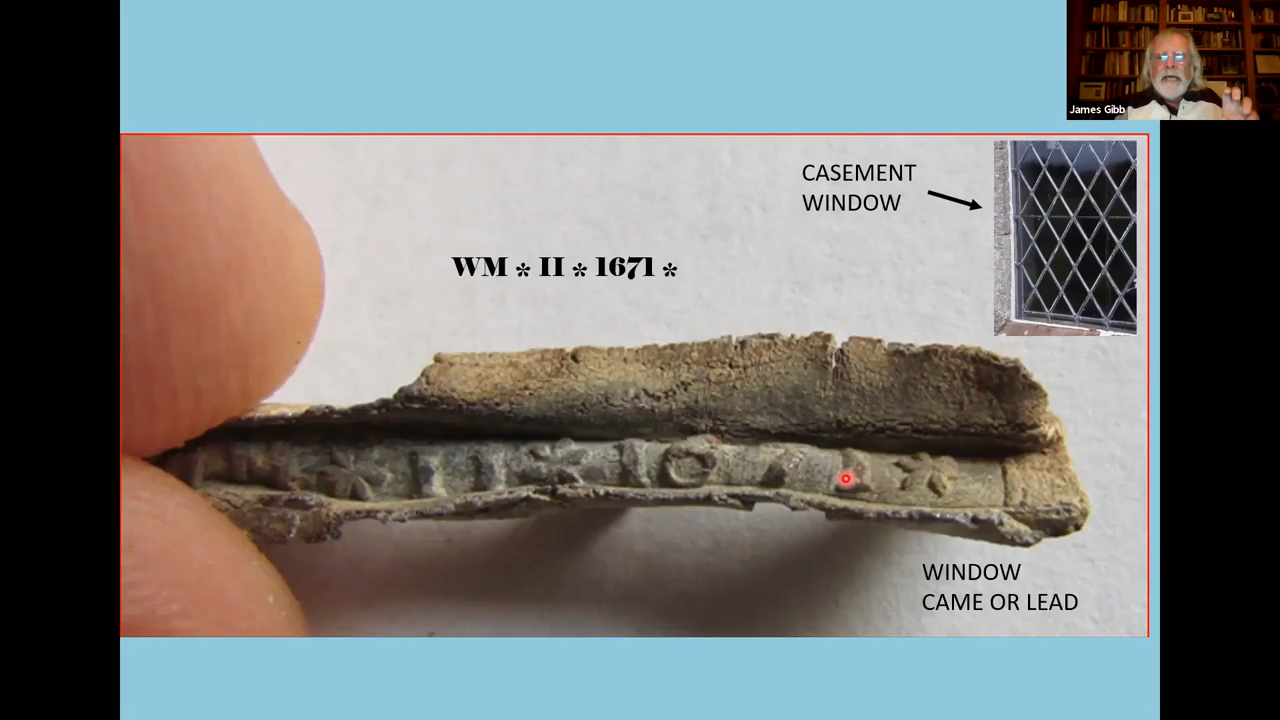 James Gibb
CASEMENT
WINDOW
WM * II * 1671 *
WINDOW
CAME OR LEAD